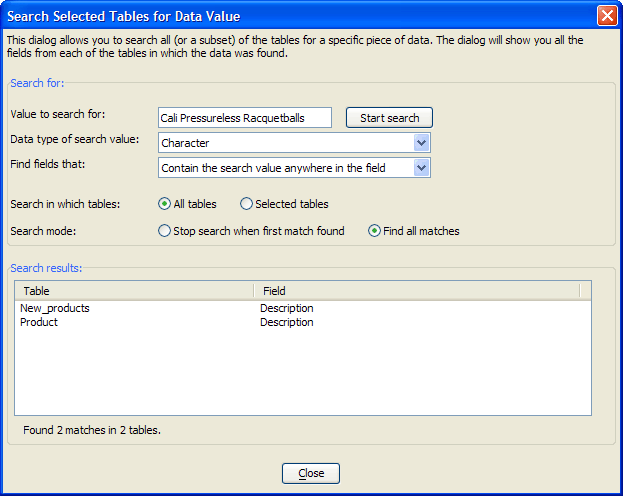 Search Selected Tables for Data Value
This dialog allows you to search all (or a subset) of the tables for a specific piece of data. The dialog will show you all the
fields from each of the tables in which the data was found.
Search for:
Value to search for: Cali Pressureless Racquetballs Start search
Data type of search value: Character
Find fields that: Contain the search value anywhere in the field
Search in which tables: All tables Selected tables
Search mode: Stop search when first match found Find all matches
Search results:
Table Field
New_products Description
Product Description
Found 2 matches in 2 tables.
Close